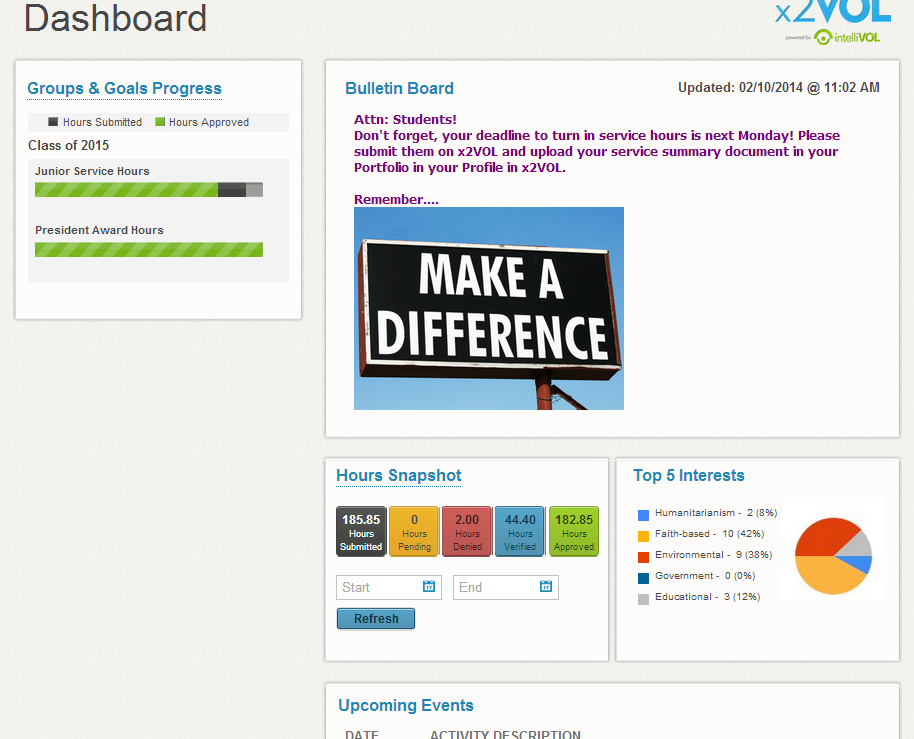 Dashboard
x2VOL
powered by intelliVOL
Groups & Goals Progress
Hours Submitted Hours Approved
Class of 2015
Junior Service Hours
President Award Hours
Bulletin Board
Updated: 02/10/2014 @ 11:02 AM
Attn: Students!
Don't forget, your deadline to turn in service hours is next Monday! Please
submit them on x2VOL and upload your service summary document in your
Portfolio in your Profile in x2VOL.
Remember....
MAKE A
DIFFERENCE
Hours Snapshot
185.85 Hours Submitted
0 Hours Pending
2.00 Hours Denied
44.40 Hours Verified
182.85 Hours Approved
Start
End
Refresh
Top 5 Interests
Humanitarianism - 2 (8%)
Faith-based - 10 (42%)
Environmental - 9 (38%)
Government - 0 (0%)
Educational - 3 (12%)
Upcoming Events
DATE ACTIVITY DESCRIPTION